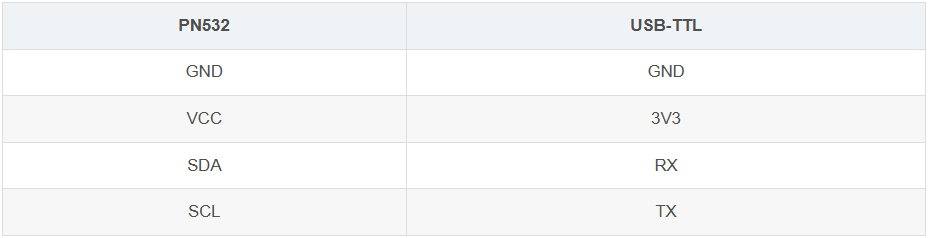 PN532 USB-TTL
GND GND
VCC 3V3
SDA RX
SCL TX